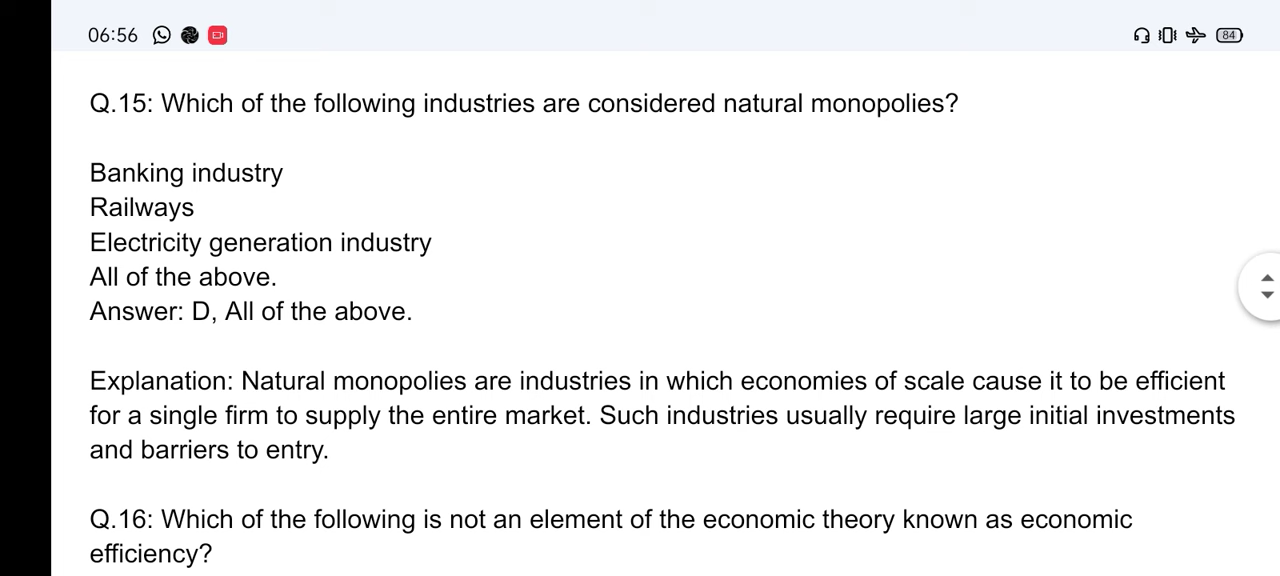 06:56
84
Q.15: Which of the following industries are considered natural monopolies?
Banking industry
Railways
Electricity generation industry
All of the above.
Answer: D, All of the above.
Explanation: Natural monopolies are industries in which economies of scale cause it to be efficient
for a single firm to supply the entire market. Such industries usually require large initial investments
and barriers to entry.
Q.16: Which of the following is not an element of the economic theory known as economic
efficiency?